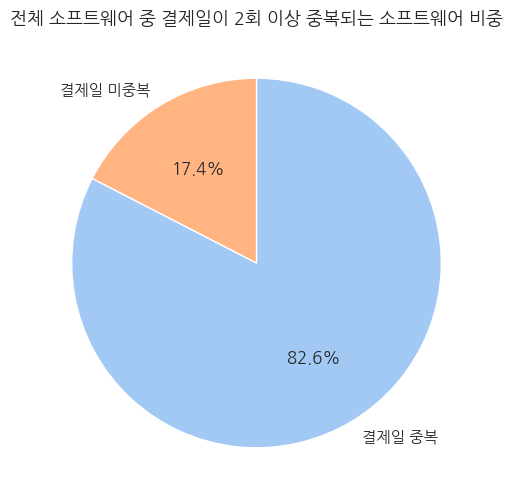 전체 소프트웨어 중 결제일이 2회 이상 중복되는 소프트웨어 비중
결제일 미중복
17.4%
82.6%
결제일 중복